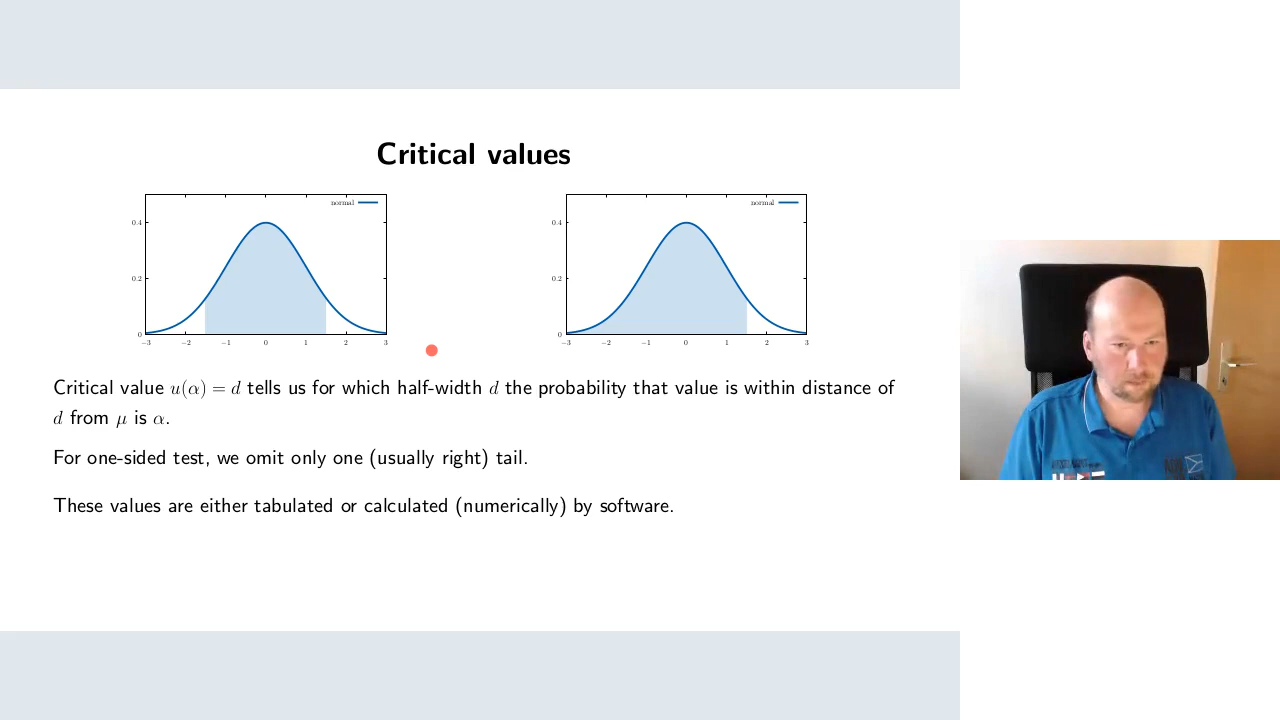 Critical values
normal
0.4
0.2
0
−3 −2 −1 0 1 2 3
normal
0.4
0.2
0
−3 −2 −1 0 1 2 3
Critical value u(α) = d tells us for which half-width d the probability that value is within distance of
d from μ is α.
For one-sided test, we omit only one (usually right) tail.
These values are either tabulated or calculated (numerically) by software.